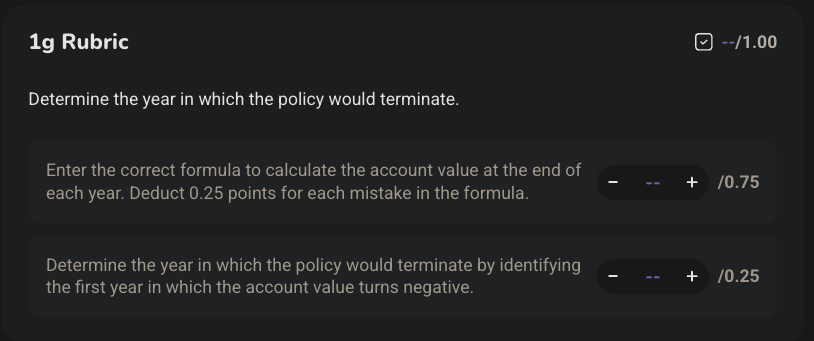 1g Rubric
--/1.00
Determine the year in which the policy would terminate.
Enter the correct formula to calculate the account value at the end of
each year. Deduct 0.25 points for each mistake in the formula.
− -- + /0.75
Determine the year in which the policy would terminate by identifying
the first year in which the account value turns negative.
− -- + /0.25